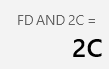 FD AND 2C =
2C